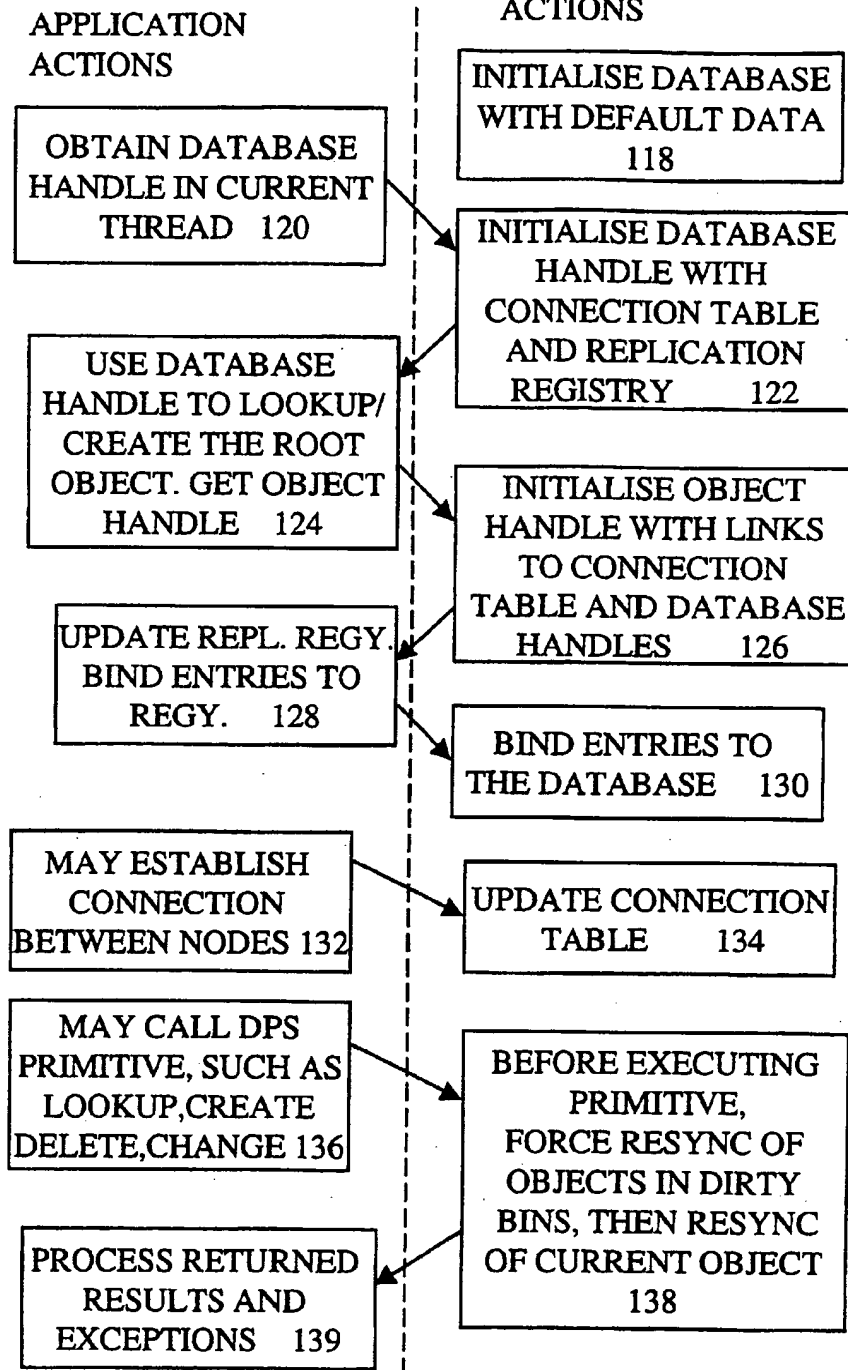 APPLICATION
ACTIONS
ACTIONS
INITIALISE DATABASE
WITH DEFAULT DATA
118
OBTAIN DATABASE
HANDLE IN CURRENT
THREAD 120
INITIALISE DATABASE
HANDLE WITH
CONNECTION TABLE
AND REPLICATION
REGISTRY 122
USE DATABASE
HANDLE TO LOOKUP/
CREATE THE ROOT
OBJECT. GET OBJECT
HANDLE 124
INITIALISE OBJECT
HANDLE WITH LINKS
TO CONNECTION
TABLE AND DATABASE
HANDLES 126
UPDATE REPL. REGY.
BIND ENTRIES TO
REGY. 128
BIND ENTRIES TO
THE DATABASE 130
MAY ESTABLISH
CONNECTION
BETWEEN NODES 132
UPDATE CONNECTION
TABLE 134
MAY CALL DPS
PRIMITIVE, SUCH AS
LOOKUP,CREATE
DELETE,CHANGE 136
BEFORE EXECUTING
PRIMITIVE,
FORCE RESYNC OF
OBJECTS IN DIRTY
BINS, THEN RESYNC
OF CURRENT OBJECT
138
PROCESS RETURNED
RESULTS AND
EXCEPTIONS 139